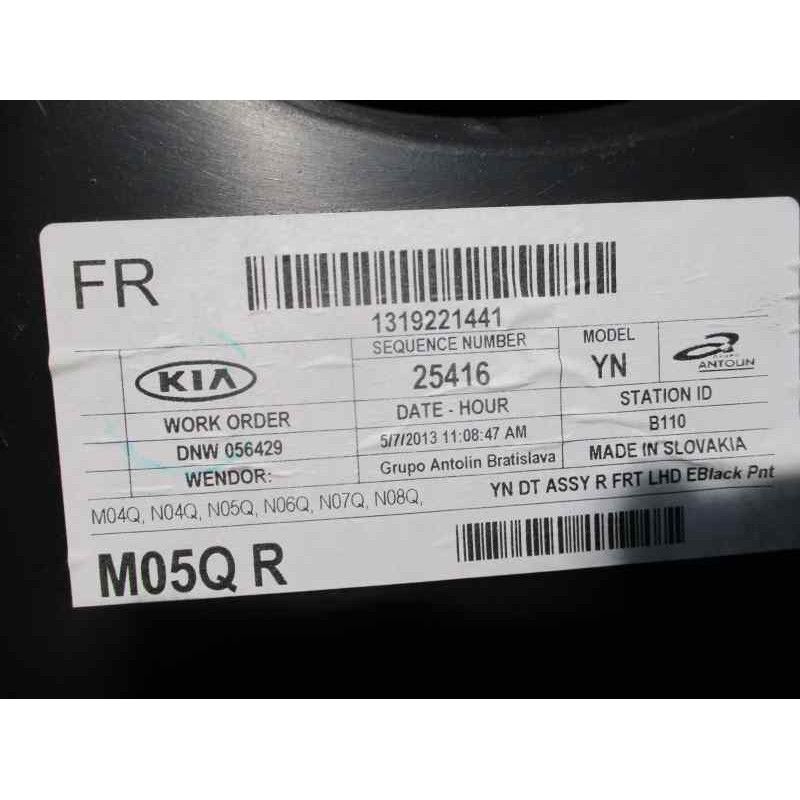 FR
1319221441
KIA
SEQUENCE NUMBER
MODEL
25416
YN
GRUPO
ANTOLIN
WORK ORDER
DATE - HOUR
STATION ID
DNW 056429
5/7/2013 11:08:47 AM
B110
WENDOR:
Grupo Antolin Bratislava
MADE IN SLOVAKIA
M04Q, N04Q, N05Q, N06Q, N07Q, N08Q,
YN DT ASSY R FRT LHD EBlack Pnt
M05Q R